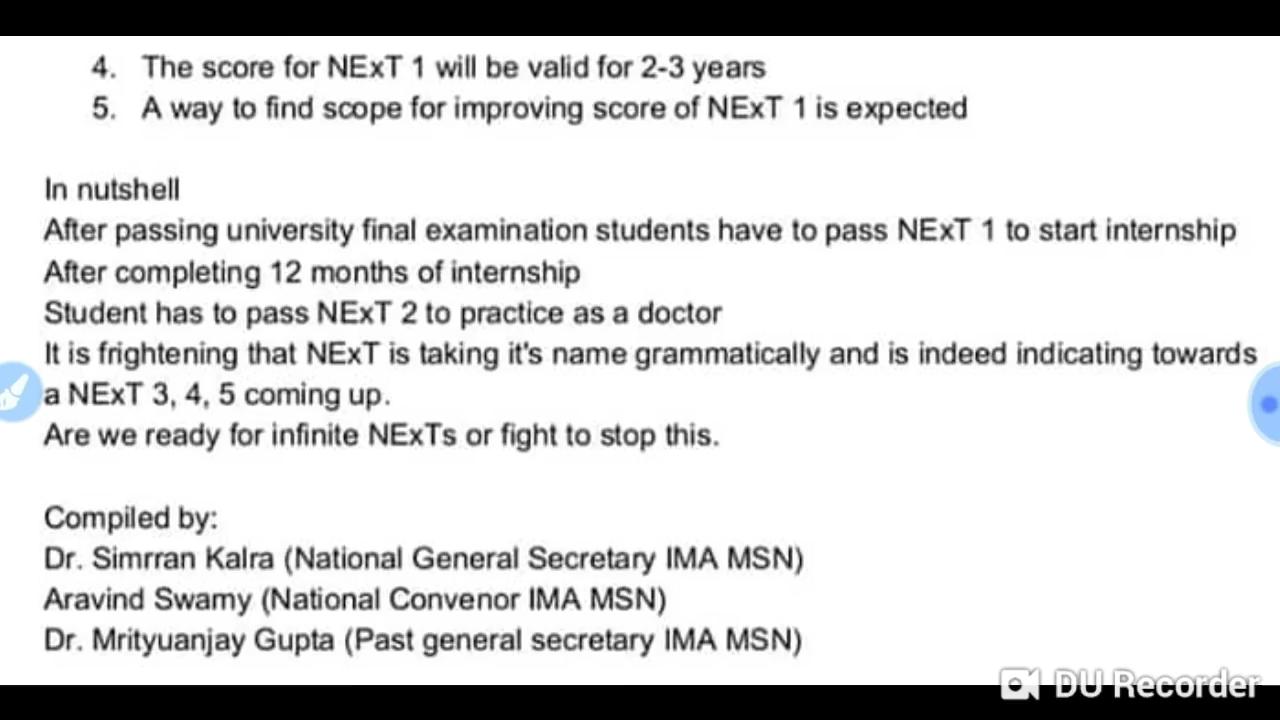 4. The score for NExT 1 will be valid for 2-3 years
5. A way to find scope for improving score of NExT 1 is expected
In nutshell
After passing university final examination students have to pass NExT 1 to start internship
After completing 12 months of internship
Student has to pass NExT 2 to practice as a doctor
It is frightening that NExT is taking it's name grammatically and is indeed indicating towards
a NExT 3, 4, 5 coming up.
Are we ready for infinite NExTs or fight to stop this.
Compiled by:
Dr. Simrran Kalra (National General Secretary IMA MSN)
Aravind Swamy (National Convenor IMA MSN)
Dr. Mrityuanjay Gupta (Past general secretary IMA MSN)
DU Recorder